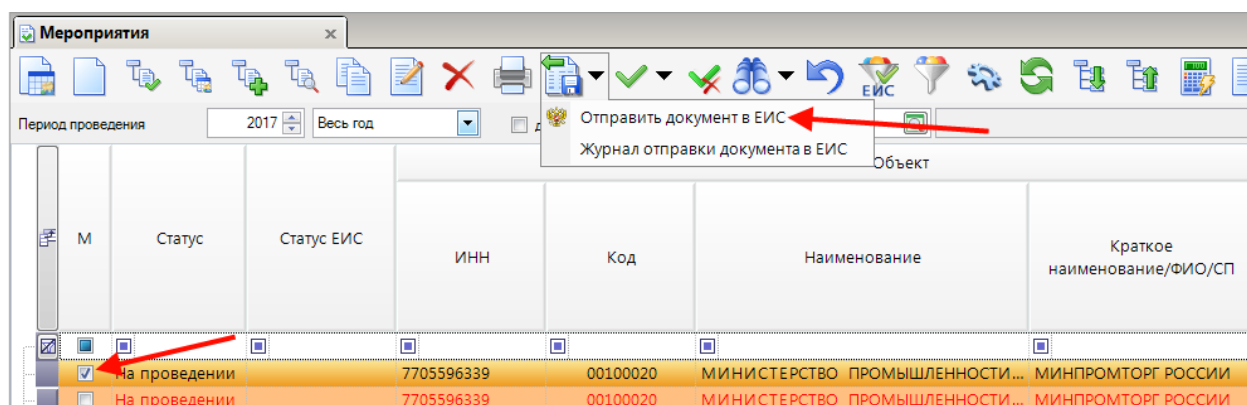 Мероприятия
ЕИС
Период проведения 2017 Весь год
Отправить документ в ЕИС
Журнал отправки документа в ЕИС
Объект
М Статус Статус ЕИС ИНН Код Наименование Краткое
наименование/ФИО/СП
На проведении 7705596339 00100020 МИНИСТЕРСТВО ПРОМЫШЛЕННОСТИ... МИНПРОМТОРГ РОССИИ
На проведении 7705596339 00100020 МИНИСТЕРСТВО ПРОМЫШЛЕННОСТИ... МИНПРОМТОРГ РОССИИ